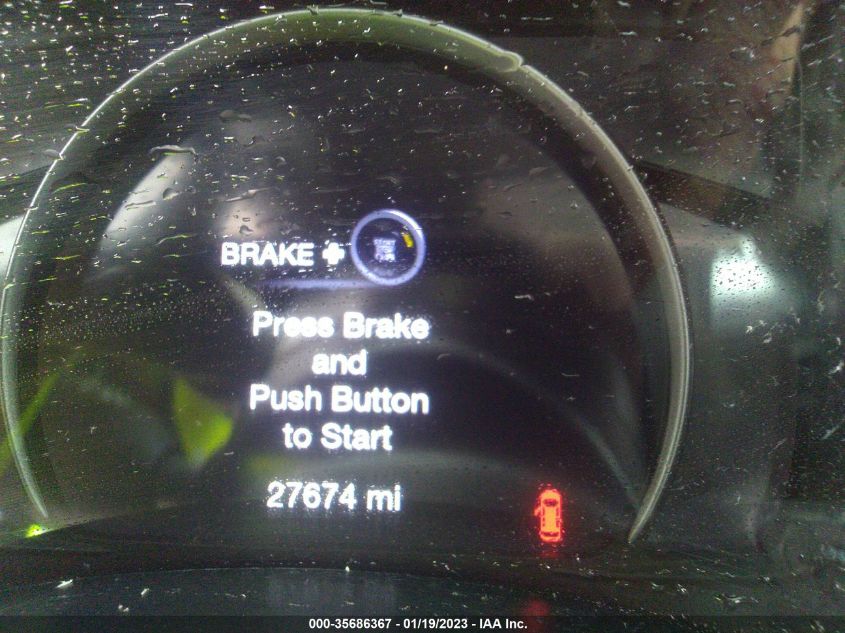 BRAKE +
Press Brake
and
Push Button
to Start
27674 mi
000-35686367 - 01/19/2023 - IAA Inc.